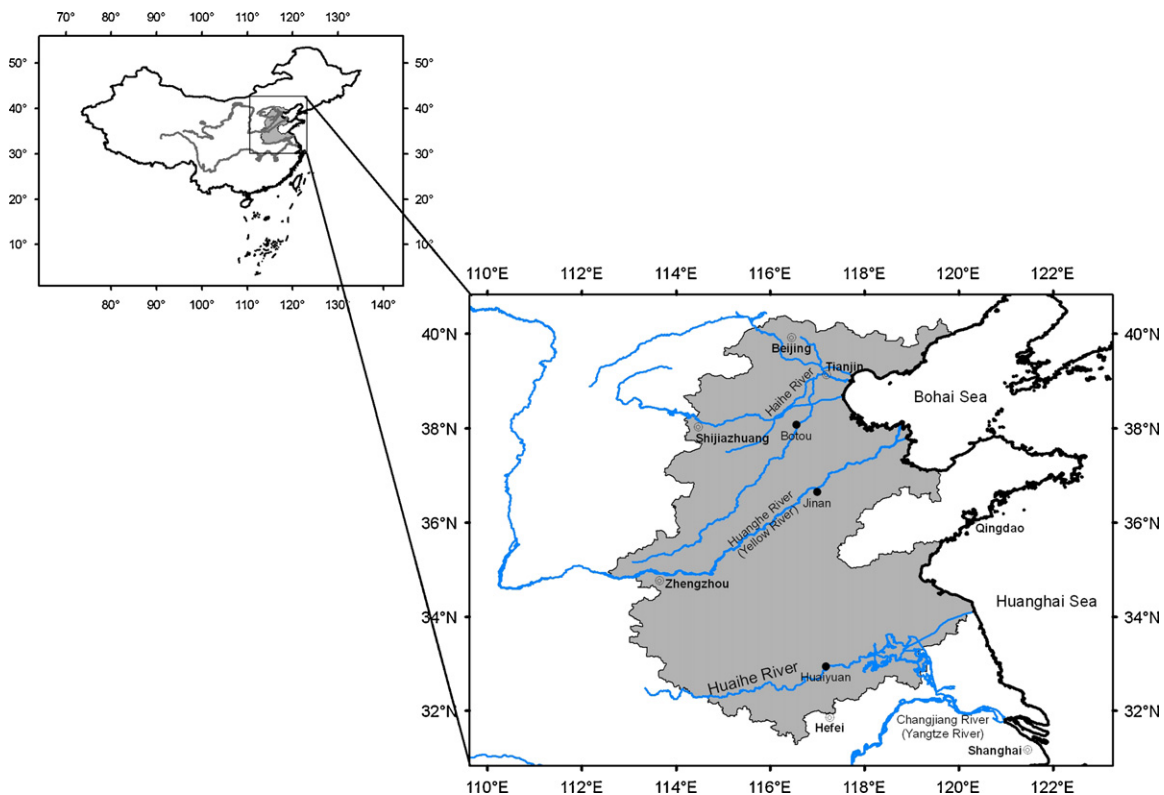 70° 80° 90° 100° 110° 120° 130°
50° 50°
40° 40°
30° 30°
20° 20°
10° 10°
80° 90° 100° 110° 120° 130° 140°
110°E 112°E 114°E 116°E 118°E 120°E 122°E
40°N 40°N
Beijing
Tianjin
Haihe River
Bohai Sea
38°N 38°N
Shijiazhuang
Botou
Jinan
Huanghe River
(Yellow River)
36°N 36°N
Qingdao
Zhengzhou
Huanghai Sea
34°N 34°N
Huaihe River
Huaiyuan
32°N 32°N
Hefei
Changjiang River
(Yangtze River)
Shanghai
110°E 112°E 114°E 116°E 118°E 120°E 122°E